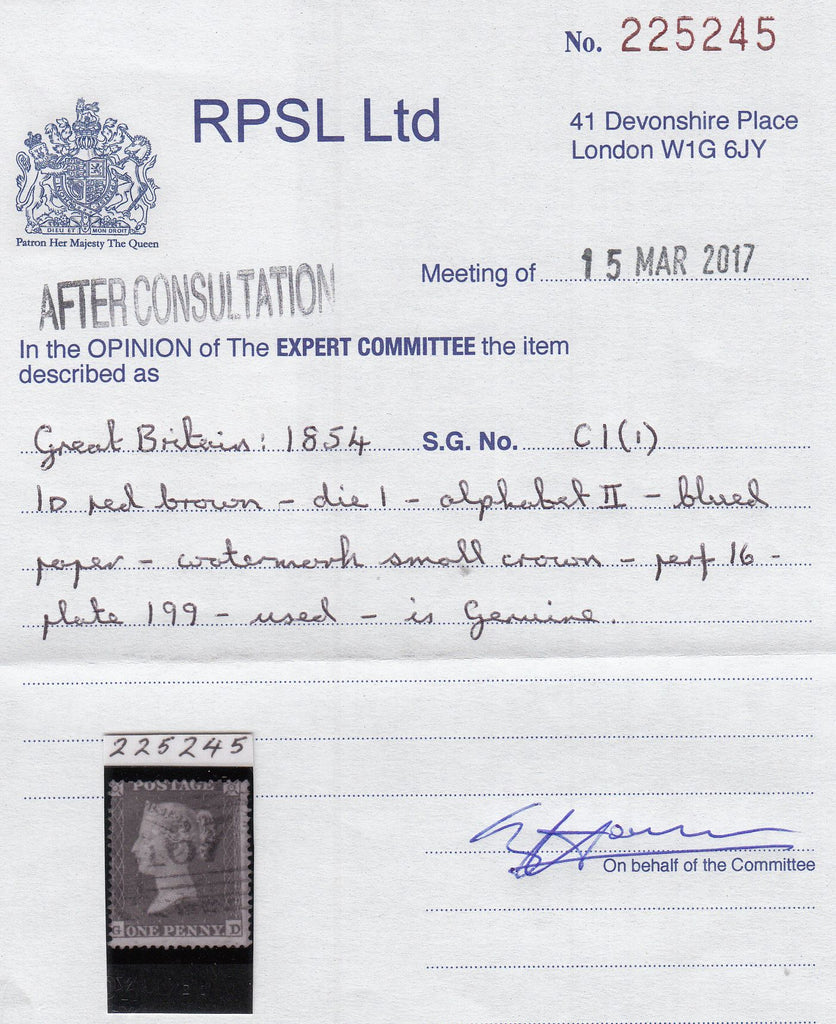 No. 225245
RPSL Ltd
41 Devonshire Place
London W1G 6JY
DIEU ET MON DROIT
Patron Her Majesty The Queen
Meeting of 15 MAR 2017
AFTER CONSULTATION
In the OPINION of The EXPERT COMMITTEE the item
described as
Great Britain: 1854 S.G. No. C1(1)
1D red brown - die 1 - alphabet II - blued
paper - watermark small crown - perf 16 -
plate 199 - used - is Genuine.
225245
POSTAGE
107
G ONE PENNY D
On behalf of the Committee